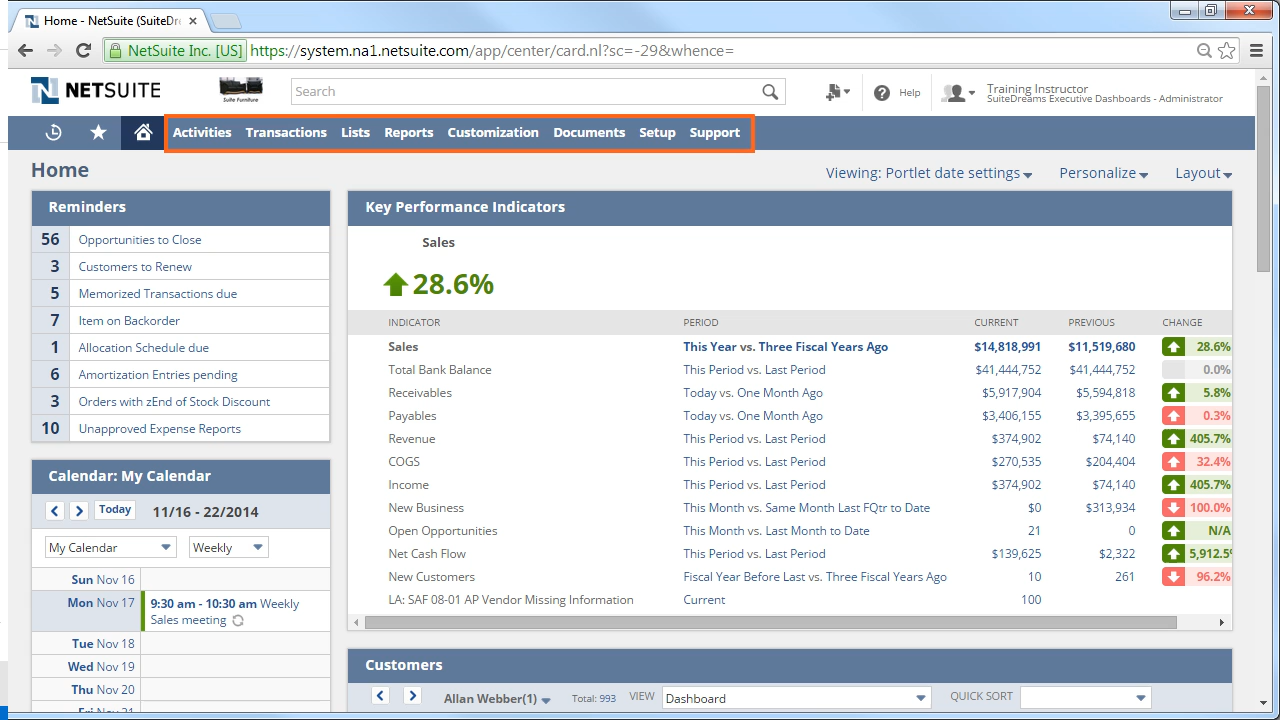 Home - NetSuite (SuiteDre
NetSuite Inc. [US] https://system.na1.netsuite.com/app/center/card.nl?sc=-29&whence=
NETSUITE
Suite Furniture
Search
Help
Training Instructor
SuiteDreams Executive Dashboards - Administrator
Activities Transactions Lists Reports Customization Documents Setup Support
Home
Viewing: Portlet date settings Personalize Layout
Reminders
56 Opportunities to Close
3 Customers to Renew
5 Memorized Transactions due
7 Item on Backorder
1 Allocation Schedule due
6 Amortization Entries pending
3 Orders with zEnd of Stock Discount
10 Unapproved Expense Reports
Calendar: My Calendar
Today 11/16 - 22/2014
My Calendar Weekly
Sun Nov 16
Mon Nov 17 9:30 am - 10:30 am Weekly
Sales meeting
Tue Nov 18
Wed Nov 19
Thu Nov 20
Fri Nov 21
Key Performance Indicators
Sales
28.6%
INDICATOR PERIOD CURRENT PREVIOUS CHANGE
Sales This Year vs. Three Fiscal Years Ago $14,818,991 $11,519,680 28.6%
Total Bank Balance This Period vs. Last Period $41,444,752 $41,444,752 0.0%
Receivables Today vs. One Month Ago $5,917,904 $5,594,818 5.8%
Payables Today vs. One Month Ago $3,406,155 $3,395,655 0.3%
Revenue This Period vs. Last Period $374,902 $74,140 405.7%
COGS This Period vs. Last Period $270,535 $204,404 32.4%
Income This Period vs. Last Period $374,902 $74,140 405.7%
New Business This Month vs. Same Month Last FQtr to Date $0 $313,934 100.0%
Open Opportunities This Month vs. Last Month to Date 21 0 N/A
Net Cash Flow This Period vs. Last Period $139,625 $2,322 5,912.5%
New Customers Fiscal Year Before Last vs. Three Fiscal Years Ago 10 261 96.2%
LA: SAF 08-01 AP Vendor Missing Information Current 100
Customers
Allan Webber(1) Total: 993 VIEW Dashboard QUICK SORT